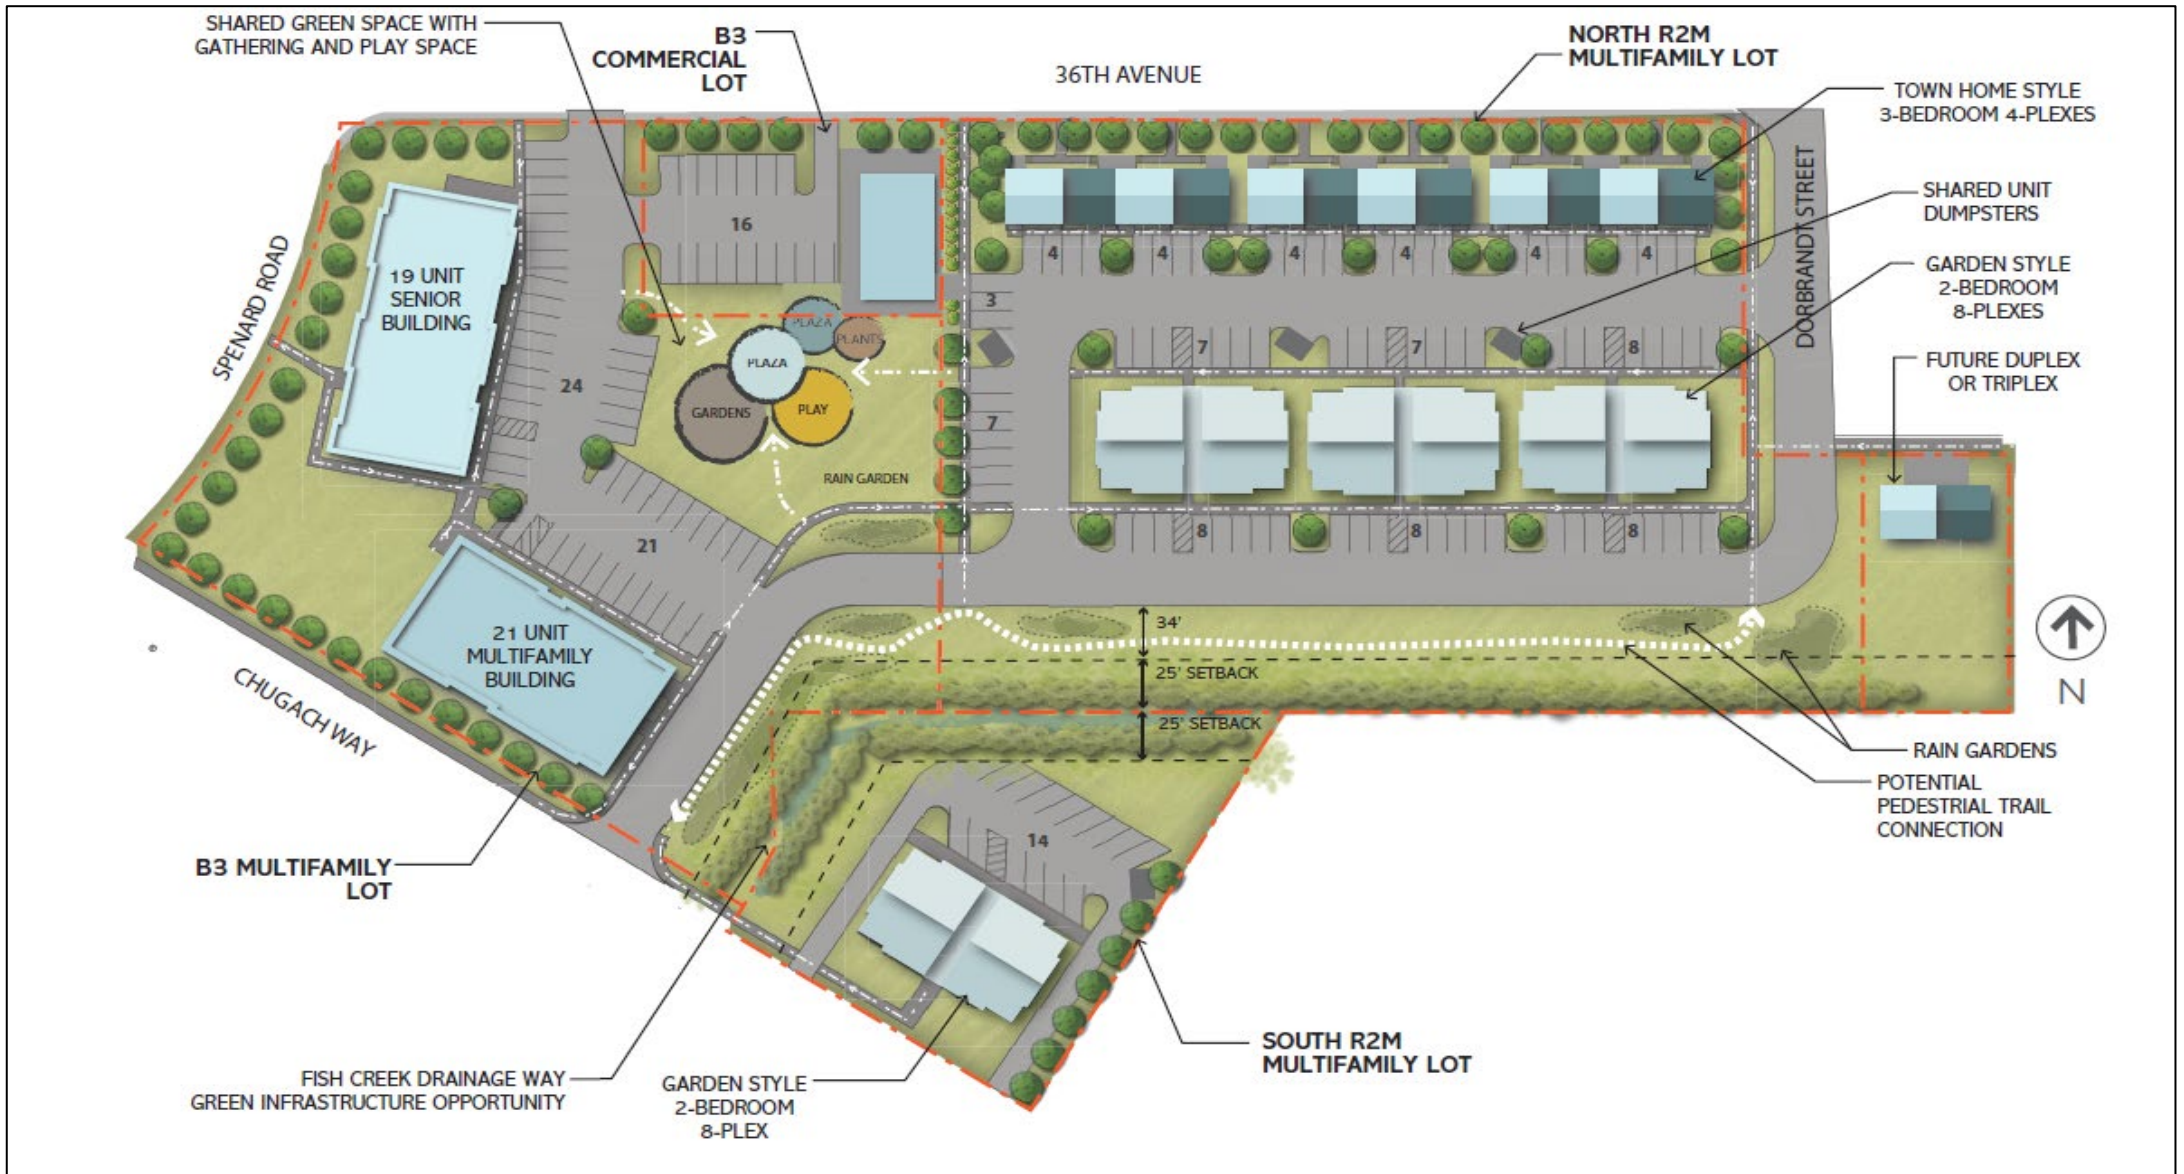 SHARED GREEN SPACE WITH
GATHERING AND PLAY SPACE
B3
COMMERCIAL
LOT
36TH AVENUE
NORTH R2M
MULTIFAMILY LOT
TOWN HOME STYLE
3-BEDROOM 4-PLEXES
SHARED UNIT
DUMPSTERS
GARDEN STYLE
2-BEDROOM
8-PLEXES
FUTURE DUPLEX
OR TRIPLEX
DORBRANDT STREET
SPENARD ROAD
19 UNIT
SENIOR
BUILDING
16
4
4
4
4
4
4
3
7
7
8
24
PLAZA
PLANTS
PLAZA
GARDENS
PLAY
7
RAIN GARDEN
21
8
8
8
21 UNIT
MULTIFAMILY
BUILDING
34'
25' SETBACK
25' SETBACK
N
CHUGACH WAY
RAIN GARDENS
POTENTIAL
PEDESTRIAL TRAIL
CONNECTION
14
B3 MULTIFAMILY
LOT
SOUTH R2M
MULTIFAMILY LOT
FISH CREEK DRAINAGE WAY
GREEN INFRASTRUCTURE OPPORTUNITY
GARDEN STYLE
2-BEDROOM
8-PLEX